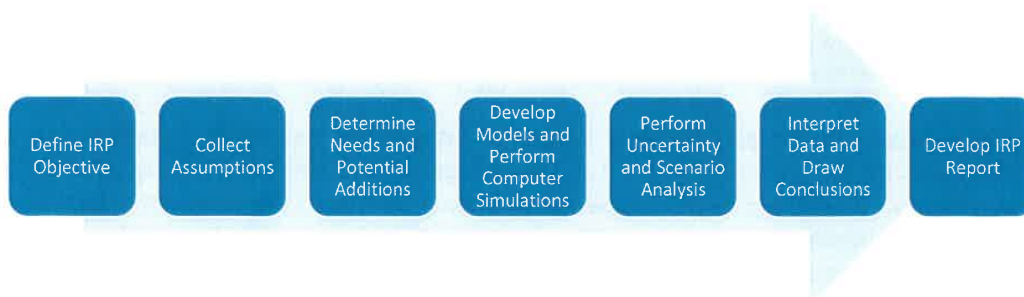 Define IRP
Objective
Collect
Assumptions
Determine
Needs and
Potential
Additions
Develop
Models and
Perform
Computer
Simulations
Perform
Uncertainty
and Scenario
Analysis
Interpret
Data and
Draw
Conclusions
Develop IRP
Report